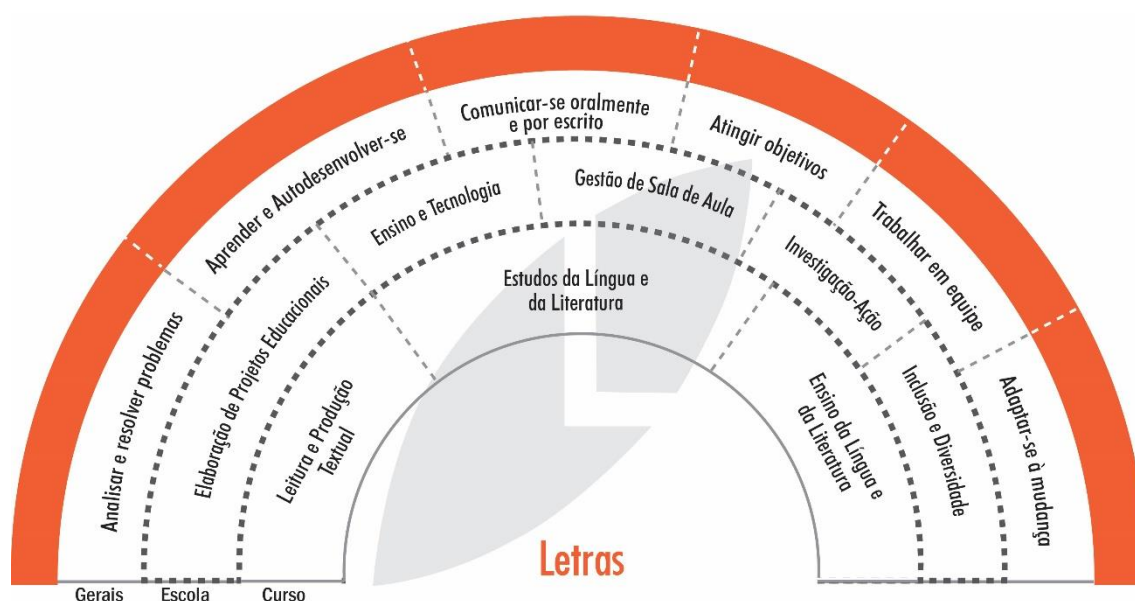 Analisar e resolver problemas
Aprender e Autodesenvolver-se
Comunicar-se oralmente
e por escrito
Atingir objetivos
Trabalhar em equipe
Adaptar-se à mudança
Elaboração de Projetos Educacionais
Ensino e Tecnologia
Gestão de Sala de Aula
Investigação-Ação
Inclusão e Diversidade
Leitura e Produção
Textual
Estudos da Língua e
da Literatura
Ensino da Língua e
da Literatura
Letras
Gerais
Escola
Curso